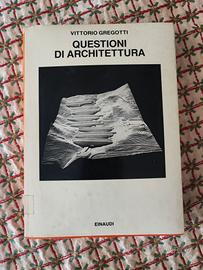 VITTORIO GREGOTTI
QUESTIONI
DI ARCHITETTURA
EINAUDI